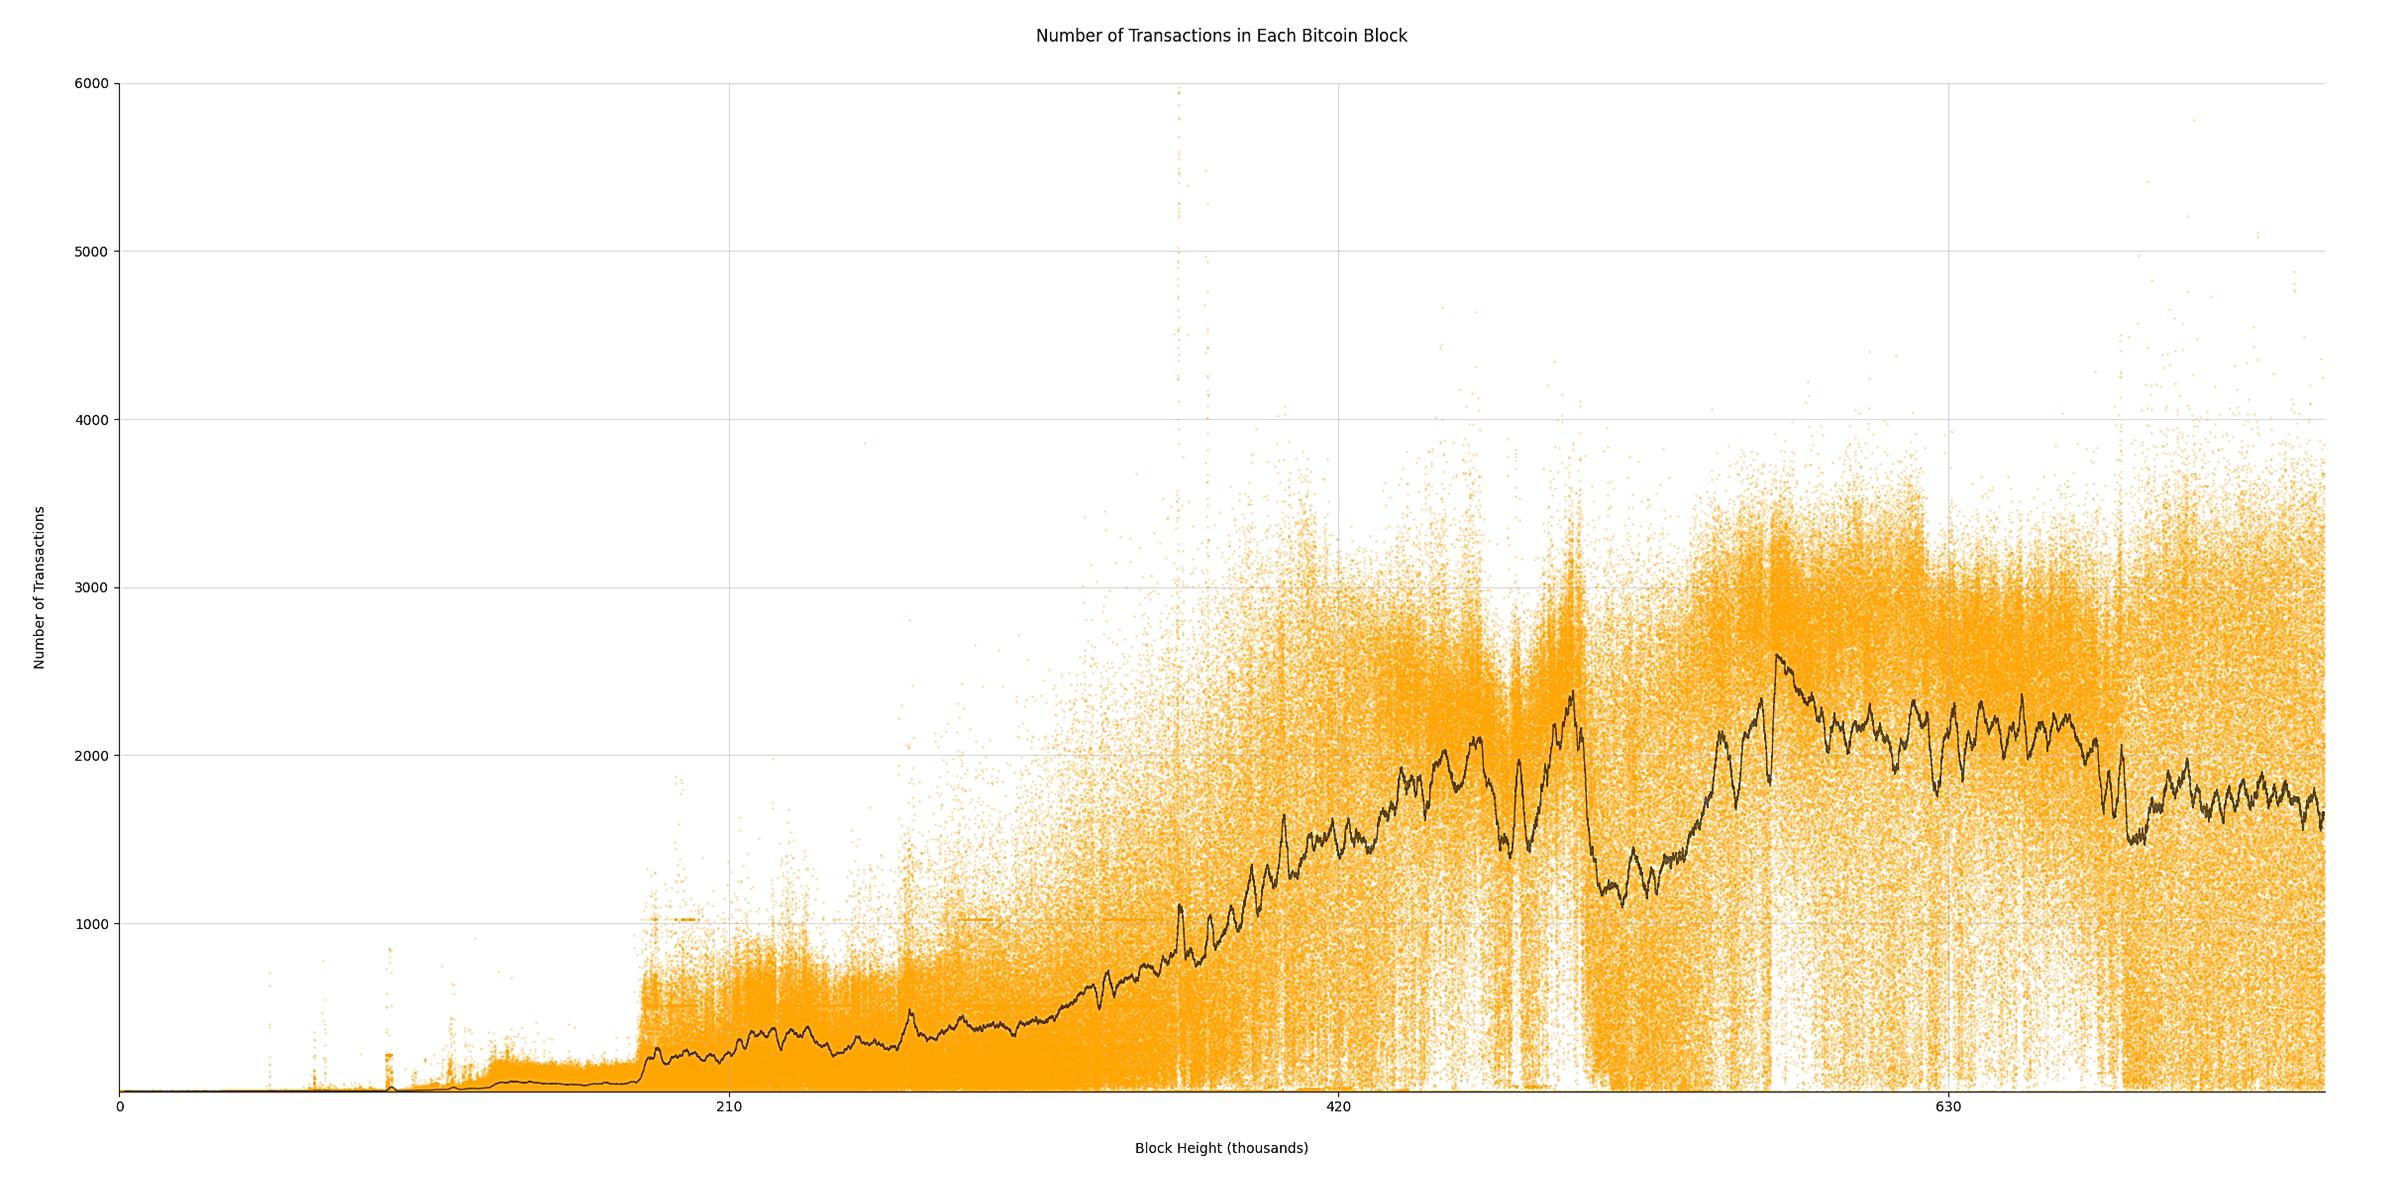 Number of Transactions in Each Bitcoin Block
6000
5000
4000
3000
2000
1000
Number of Transactions
0 210 420 630
Block Height (thousands)